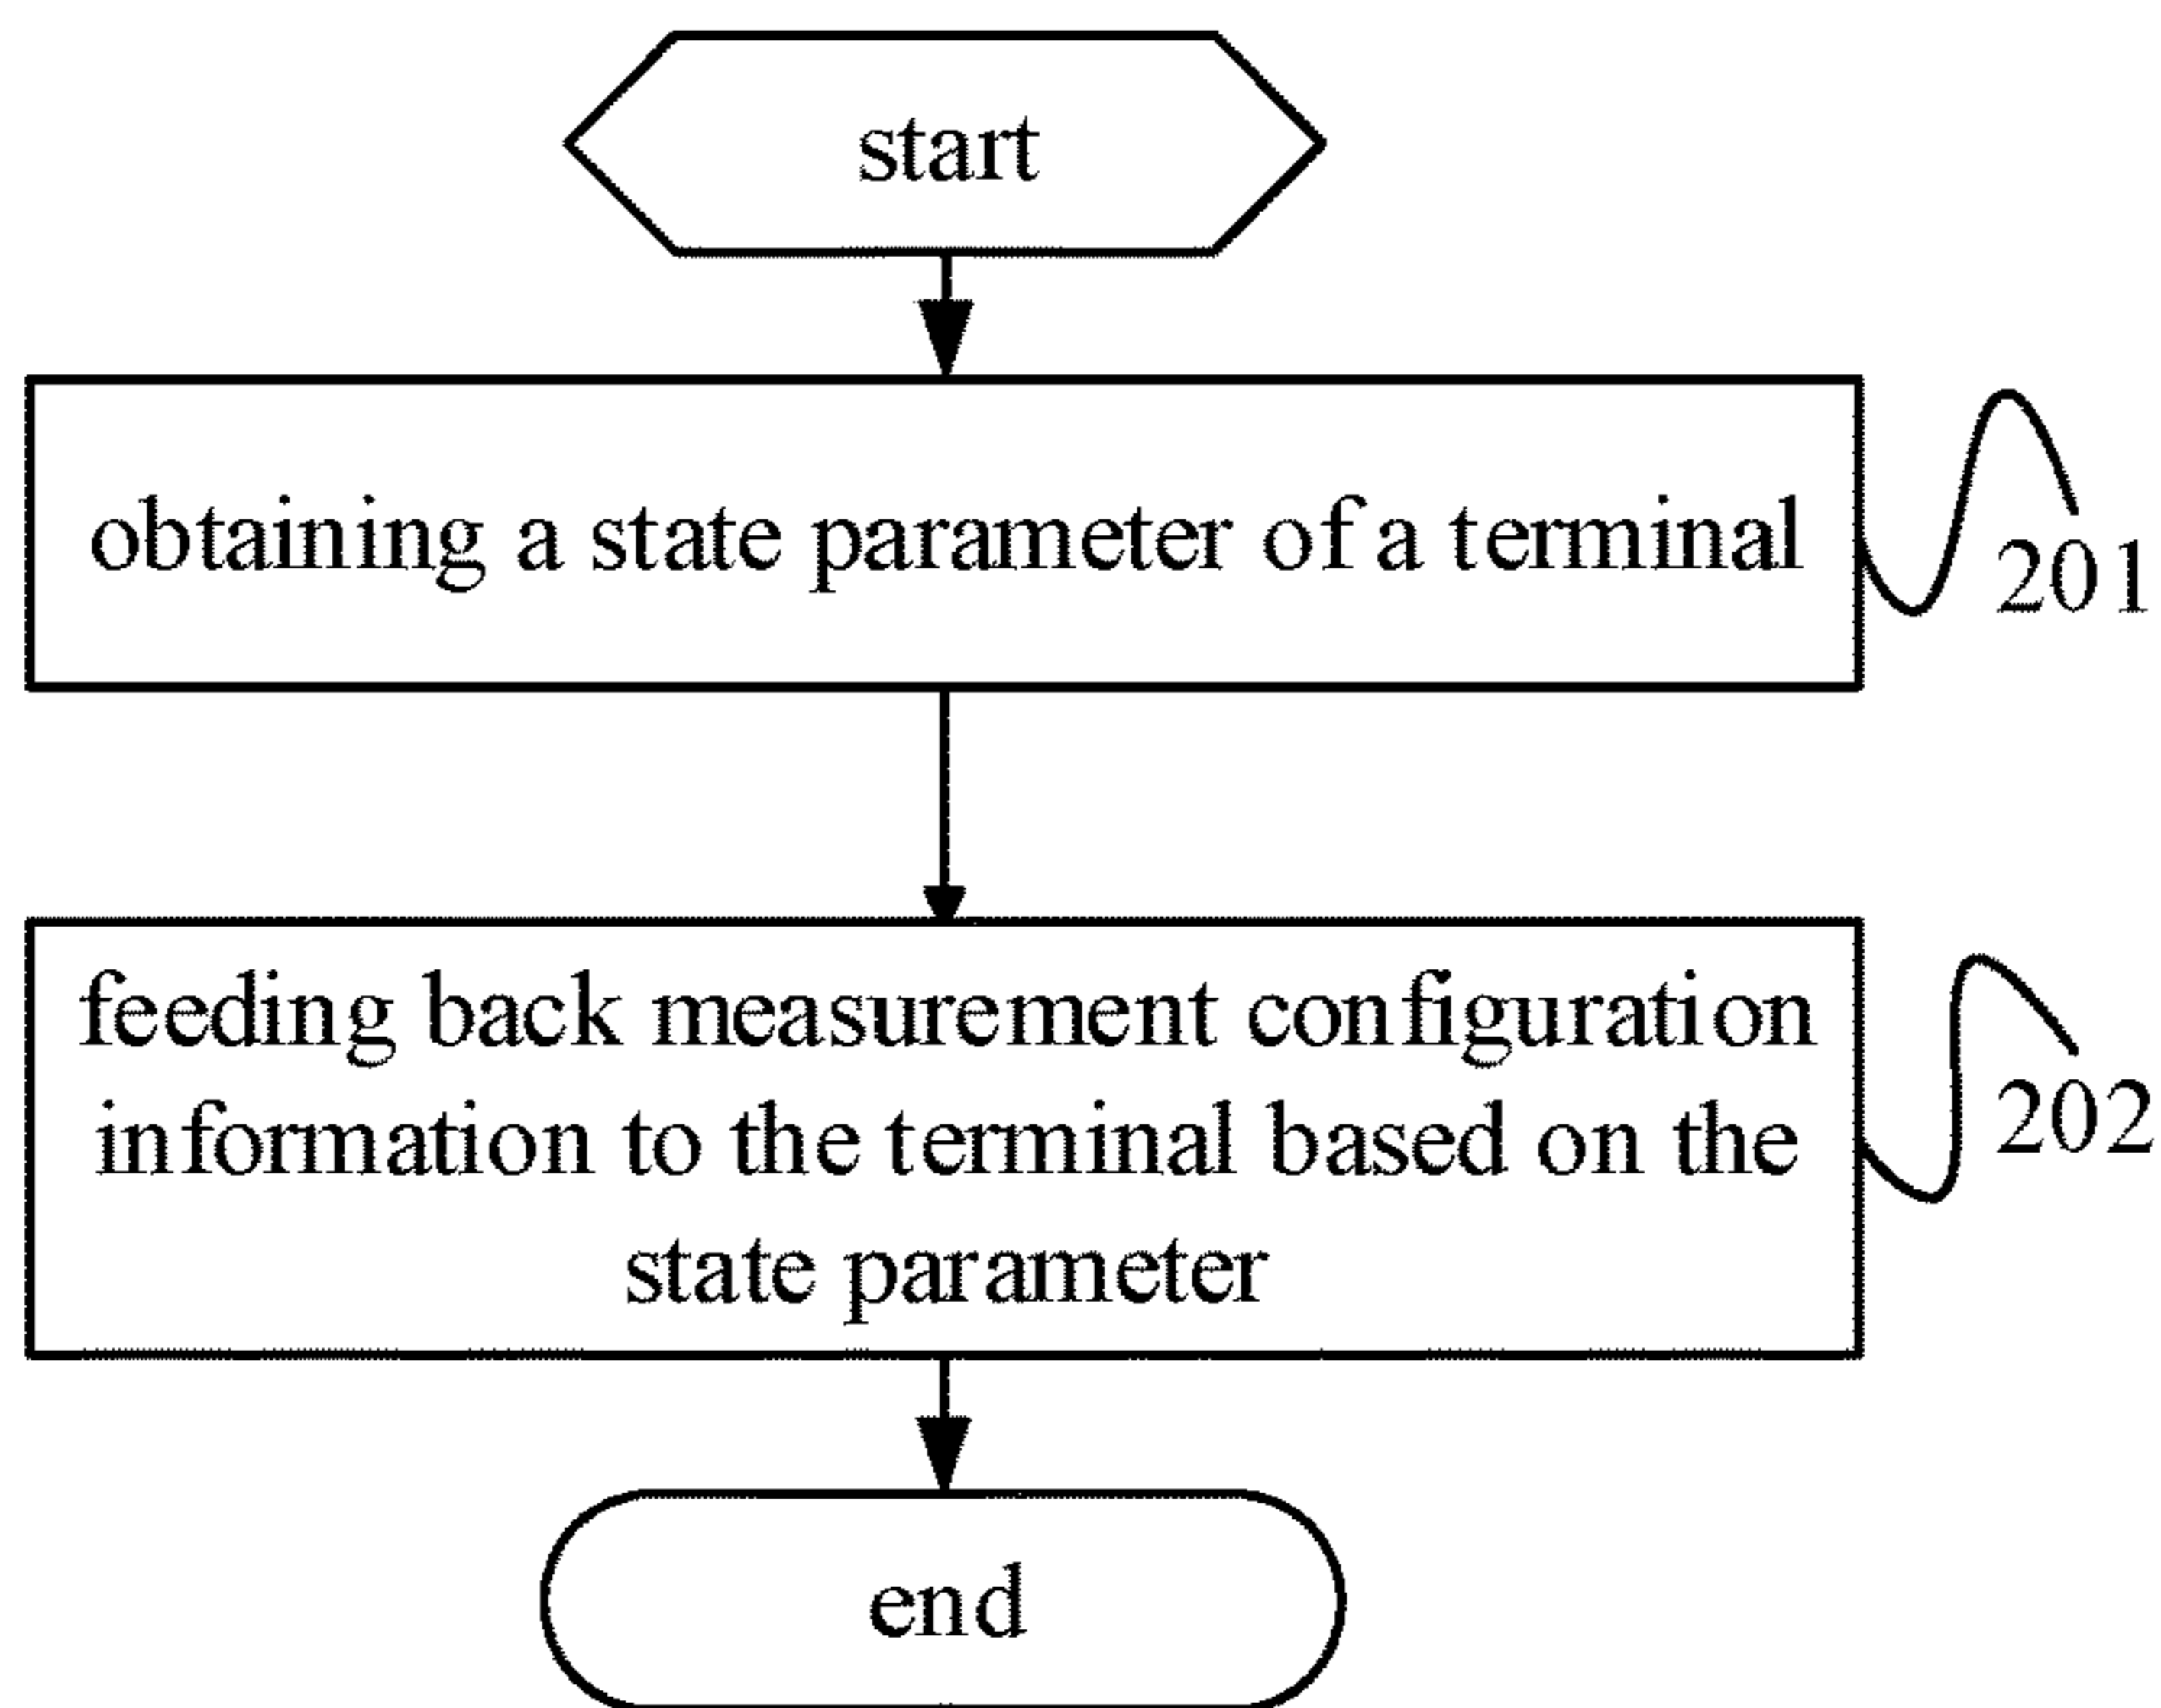 start
obtaining a state parameter of a terminal
201
feeding back measurement configuration
information to the terminal based on the
state parameter
202
end